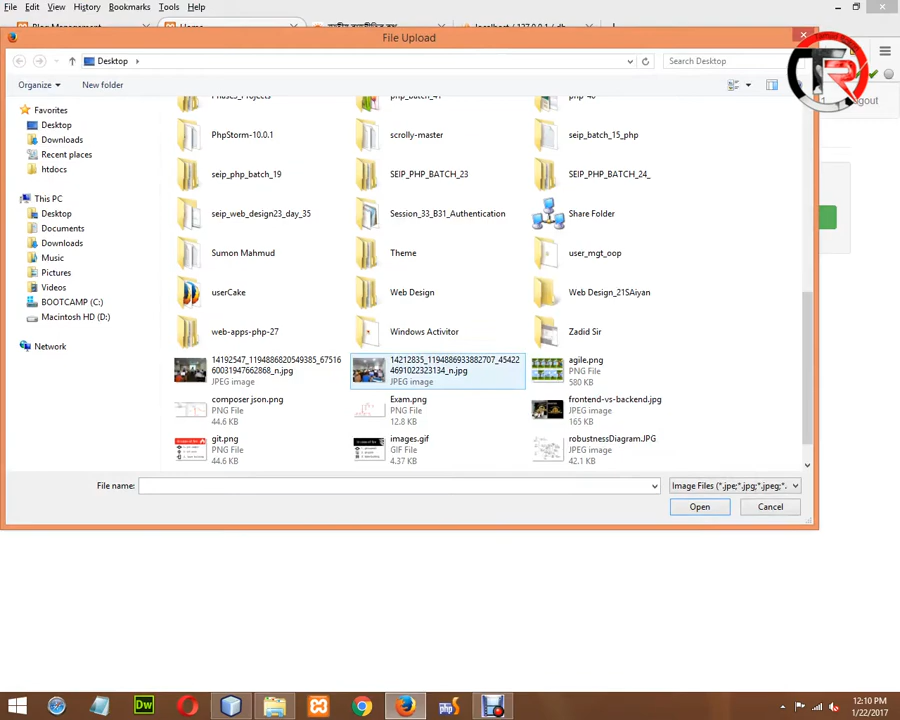 File Edit View History Bookmarks Tools Help
File Upload
Desktop
Search Desktop
Organize
New folder
Favorites
Desktop
Downloads
Recent places
htdocs
This PC
Desktop
Documents
Downloads
Music
Pictures
Videos
BOOTCAMP (C:)
Macintosh HD (D:)
Network
PhpStorm-10.0.1
scrolly-master
seip_batch_15_php
seip_php_batch_19
SEIP_PHP_BATCH_23
SEIP_PHP_BATCH_24_
seip_web_design23_day_35
Session_33_B31_Authentication
Share Folder
Sumon Mahmud
Theme
user_mgt_oop
userCake
Web Design
Web Design_21SAiyan
web-apps-php-27
Windows Activitor
Zadid Sir
14192547_1194886820549385_67516
60031947662868_n.jpg
JPEG image
14212835_1194886933882707_45422
4691022323134_n.jpg
JPEG image
agile.png
PNG File
580 KB
composer json.png
PNG File
44.6 KB
Exam.png
PNG File
12.8 KB
frontend-vs-backend.jpg
JPEG image
165 KB
git.png
PNG File
44.6 KB
images.gif
GIF File
4.37 KB
robustnessDiagram.JPG
JPEG image
42.1 KB
File name:
Image Files (*.jpe;*.jpg;*.jpeg;*.
Open
Cancel
12:10 PM
1/22/2017